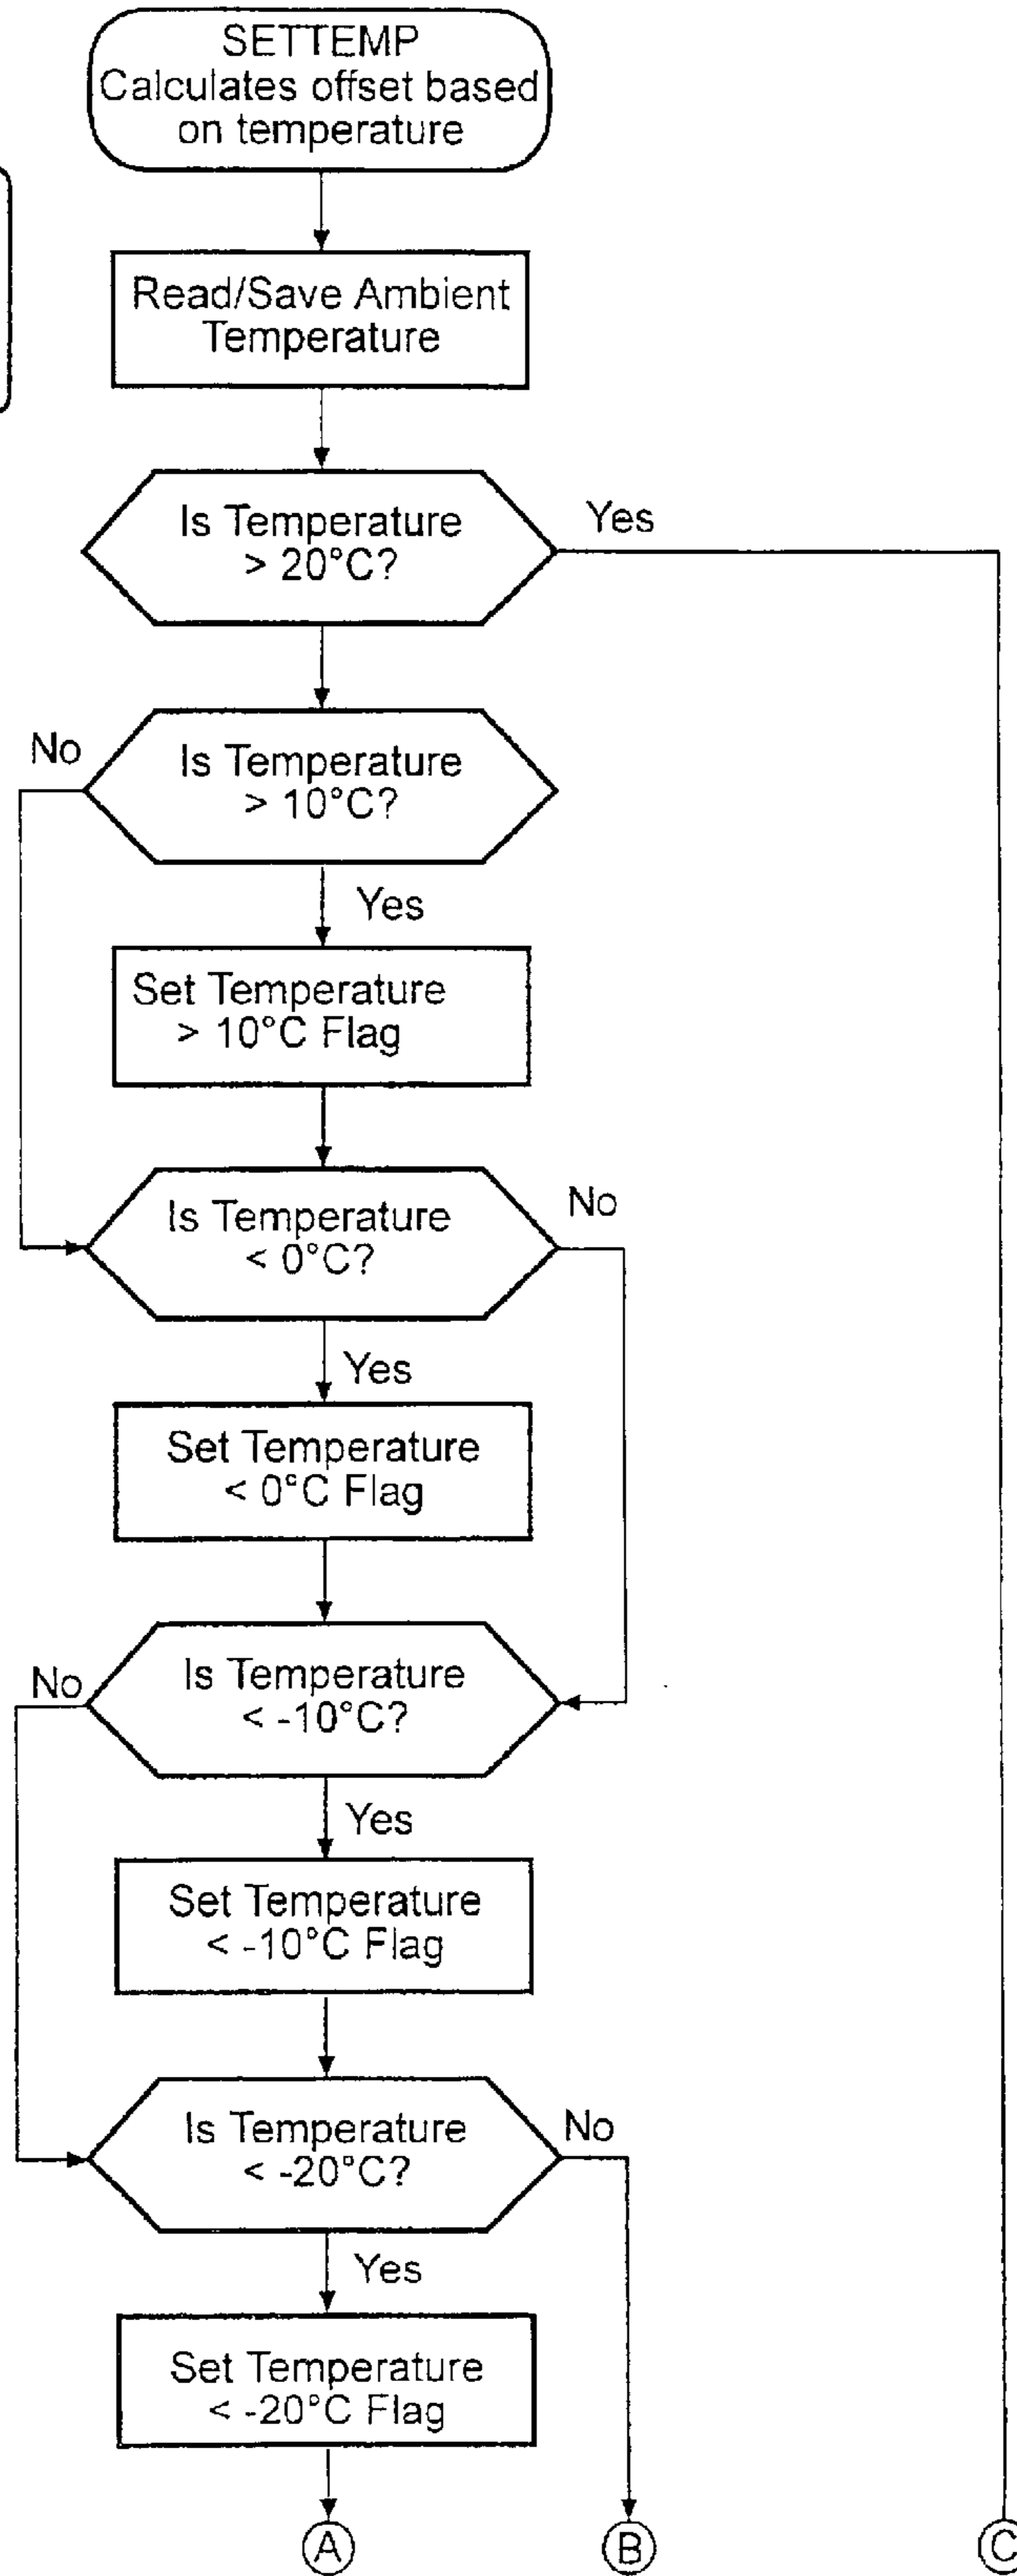 SETTEMP
Calculates offset based
on temperature
Read/Save Ambient
Temperature
Is Temperature
> 20°C?
Yes
Is Temperature
> 10°C?
No
Yes
Set Temperature
> 10°C Flag
Is Temperature
< 0°C?
No
Yes
Set Temperature
< 0°C Flag
Is Temperature
< -10°C?
No
Yes
Set Temperature
< -10°C Flag
Is Temperature
< -20°C?
No
Yes
Set Temperature
< -20°C Flag
A
B
C